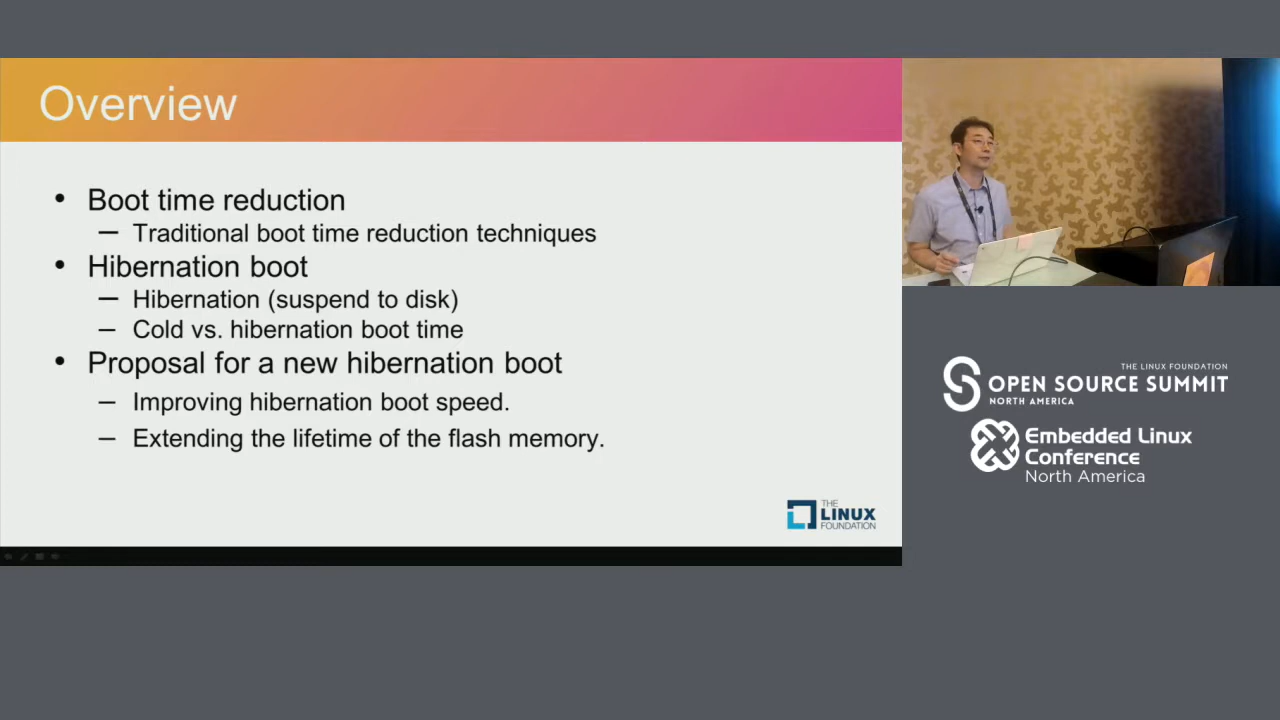 Overview
• Boot time reduction
– Traditional boot time reduction techniques
• Hibernation boot
– Hibernation (suspend to disk)
– Cold vs. hibernation boot time
• Proposal for a new hibernation boot
– Improving hibernation boot speed.
– Extending the lifetime of the flash memory.
THE
LINUX
FOUNDATION
THE LINUX FOUNDATION
OPEN SOURCE SUMMIT
NORTH AMERICA
Embedded Linux
Conference
North America